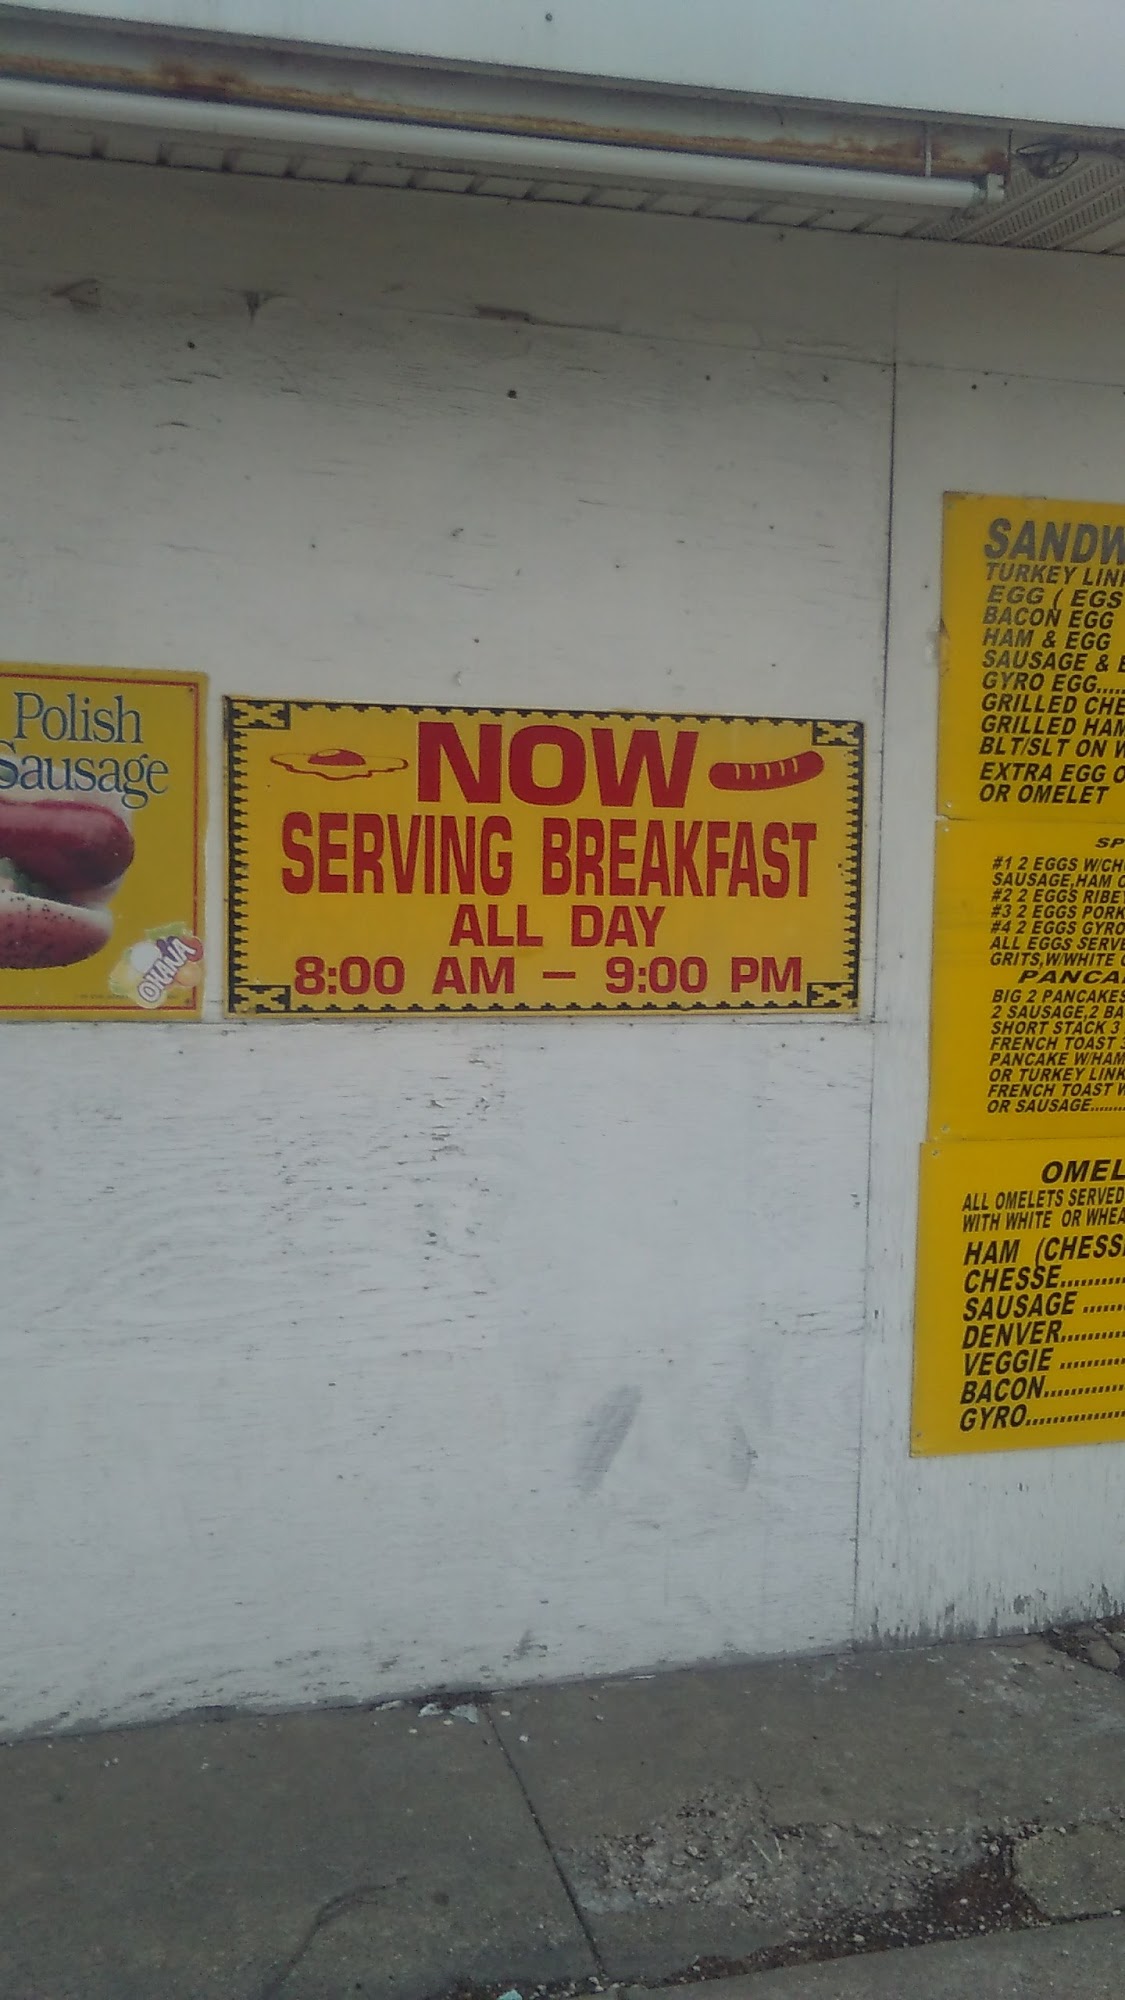 Polish
Sausage
OHANA
NOW
SERVING BREAKFAST
ALL DAY
8:00 AM – 9:00 PM
SANDW
TURKEY LIN
EGG ( EGS
BACON EGG
HAM & EGG
SAUSAGE & E
GYRO EGG.....
GRILLED CHE
GRILLED HAM
BLT/SLT ON W
EXTRA EGG O
OR OMELET
SP
#1 2 EGGS W/CH
SAUSAGE,HAM O
#2 2 EGGS RIBE
#3 2 EGGS PORK
#4 2 EGGS GYRO
ALL EGGS SERVE
GRITS,W/WHITE
PANCA
BIG 2 PANCAKES
2 SAUSAGE,2 BA
SHORT STACK 3
FRENCH TOAST 3
PANCAKE W/HAM
OR TURKEY LINK
FRENCH TOAST W
OR SAUSAGE........
OMEL
ALL OMELETS SERVED
WITH WHITE OR WHEA
HAM (CHESS
CHESSE...........
SAUSAGE ......
DENVER...........
VEGGIE .........
BACON............
GYRO..............